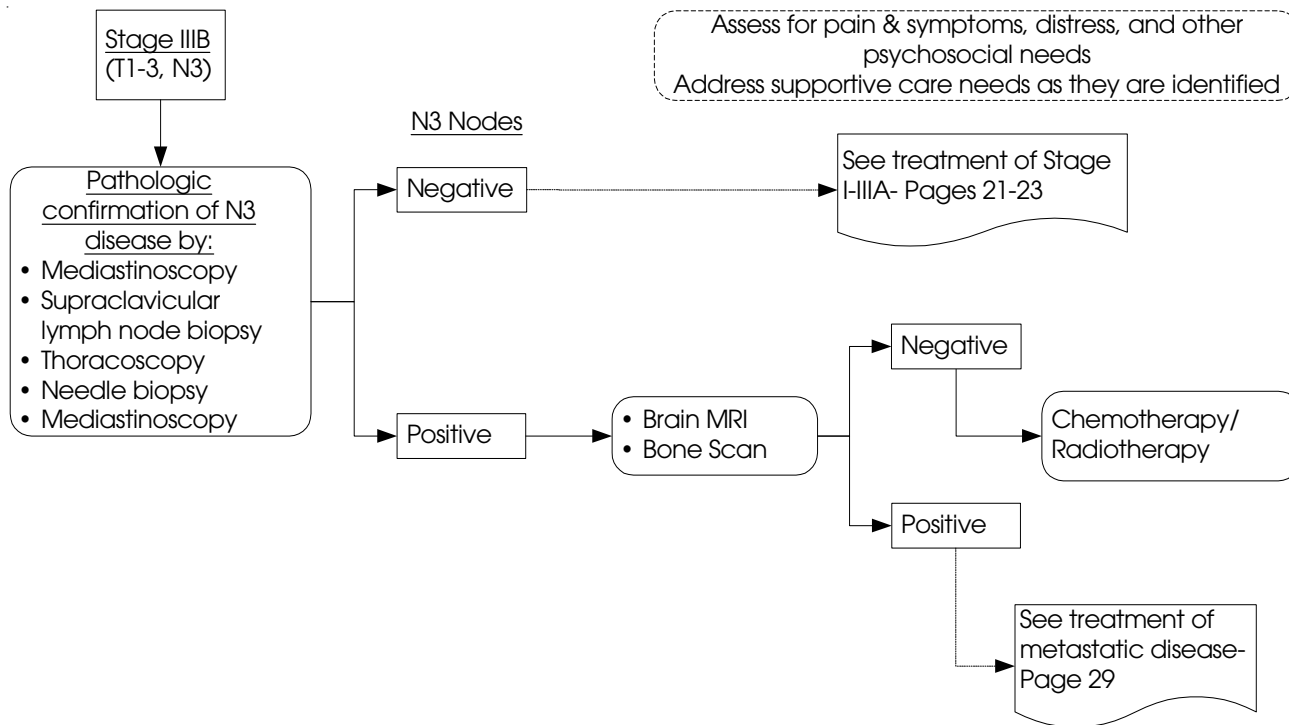 Stage IIIB
(T1-3, N3)
Assess for pain & symptoms, distress, and other
psychosocial needs
Address supportive care needs as they are identified
N3 Nodes
Pathologic
confirmation of N3
disease by:
• Mediastinoscopy
• Supraclavicular
lymph node biopsy
• Thoracoscopy
• Needle biopsy
• Mediastinoscopy
Negative
See treatment of Stage
I-IIIA- Pages 21-23
Positive
• Brain MRI
• Bone Scan
Negative
Chemotherapy/
Radiotherapy
Positive
See treatment of
metastatic disease-
Page 29